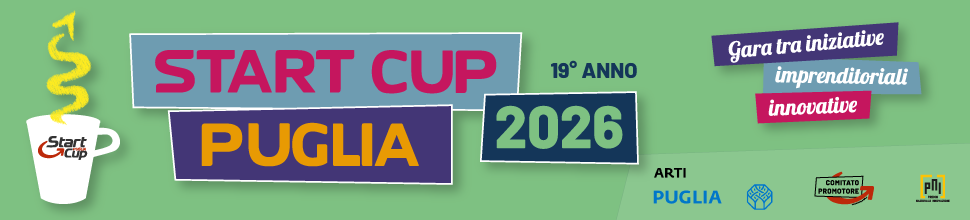 START CUP
PUGLIA
19° ANNO
2026
Gara tra iniziative
imprenditoriali
innovative
Start
Cup
ARTI
PUGLIA
COMITATO
PROMOTORE
PNI